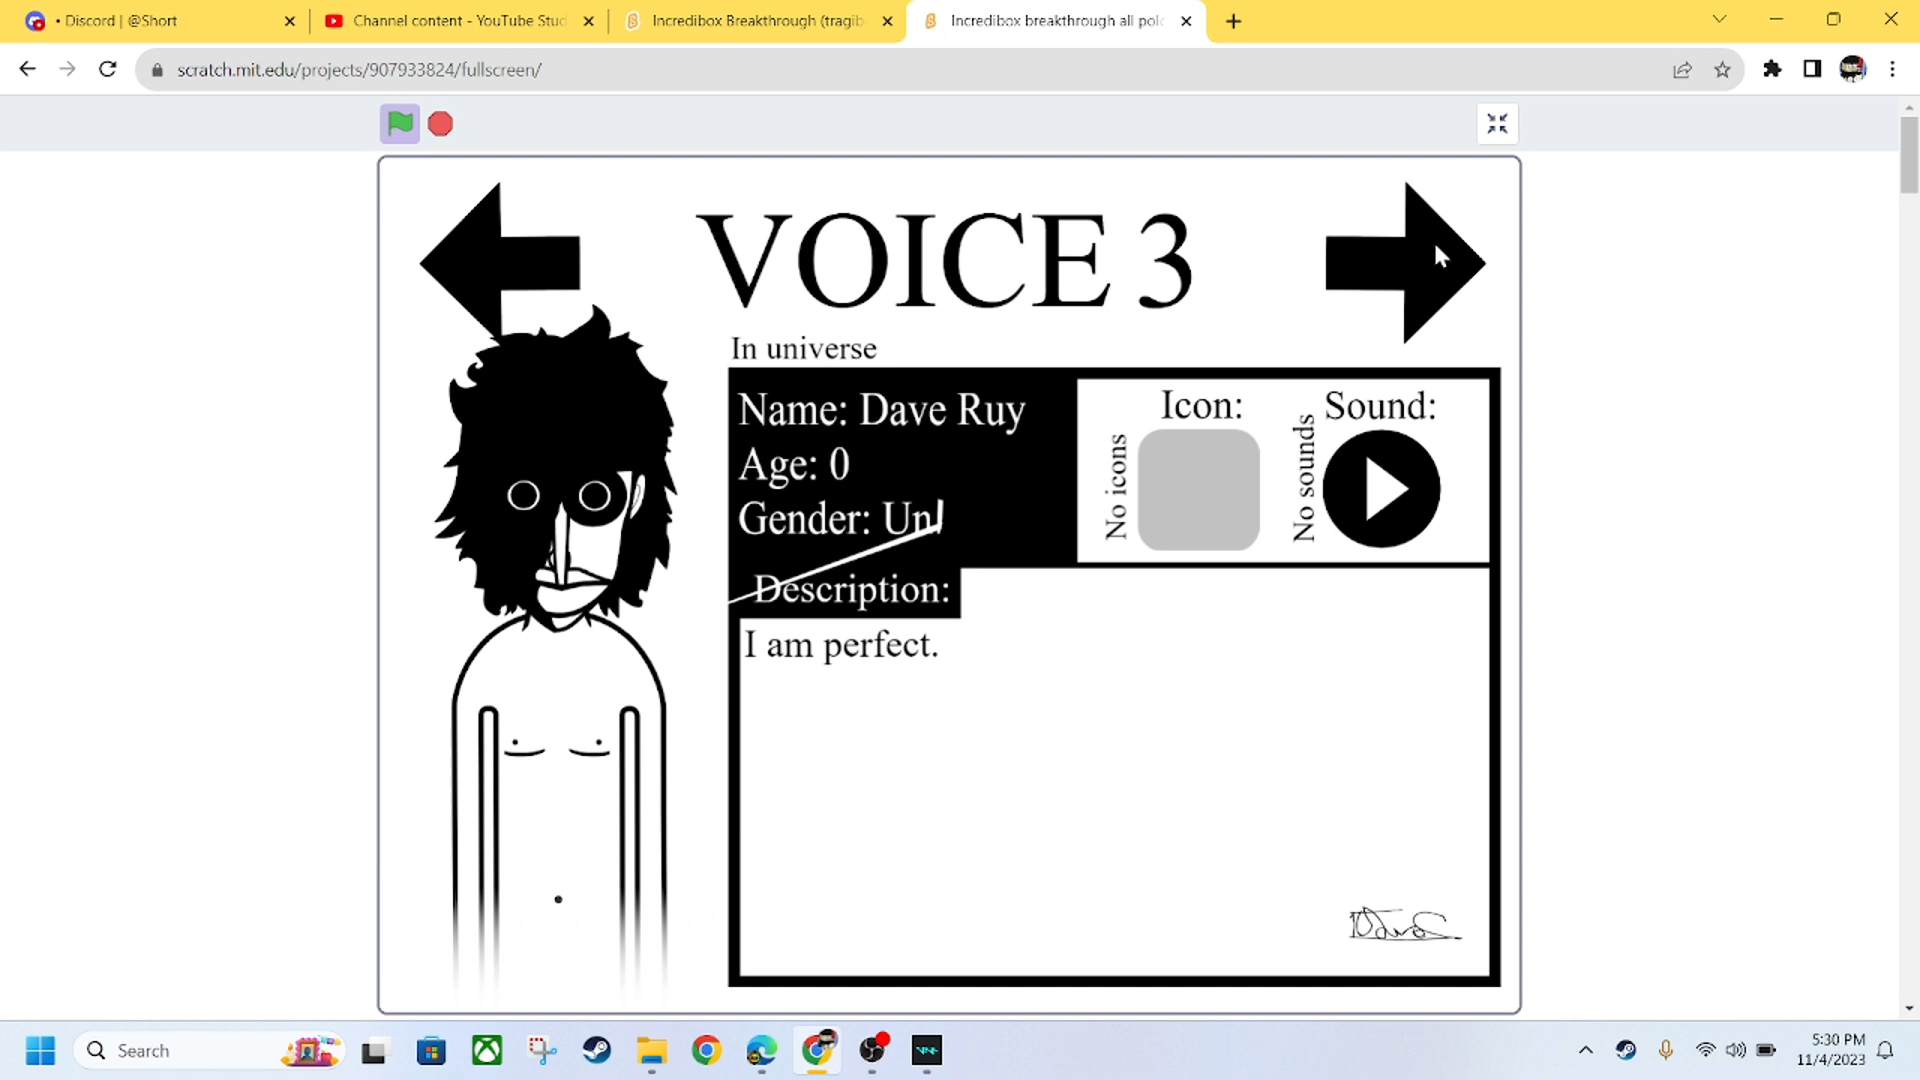 • Discord | @Short
Channel content - YouTube Stud
Incredibox Breakthrough (tragib
Incredibox breakthrough all pol
scratch.mit.edu/projects/907933824/fullscreen/
VOICE 3
In universe
Name: Dave Ruy
Age: 0
Gender: Un
Icon:
No icons
Sound:
No sounds
Description:
I am perfect.
Search
5:30 PM
11/4/2023